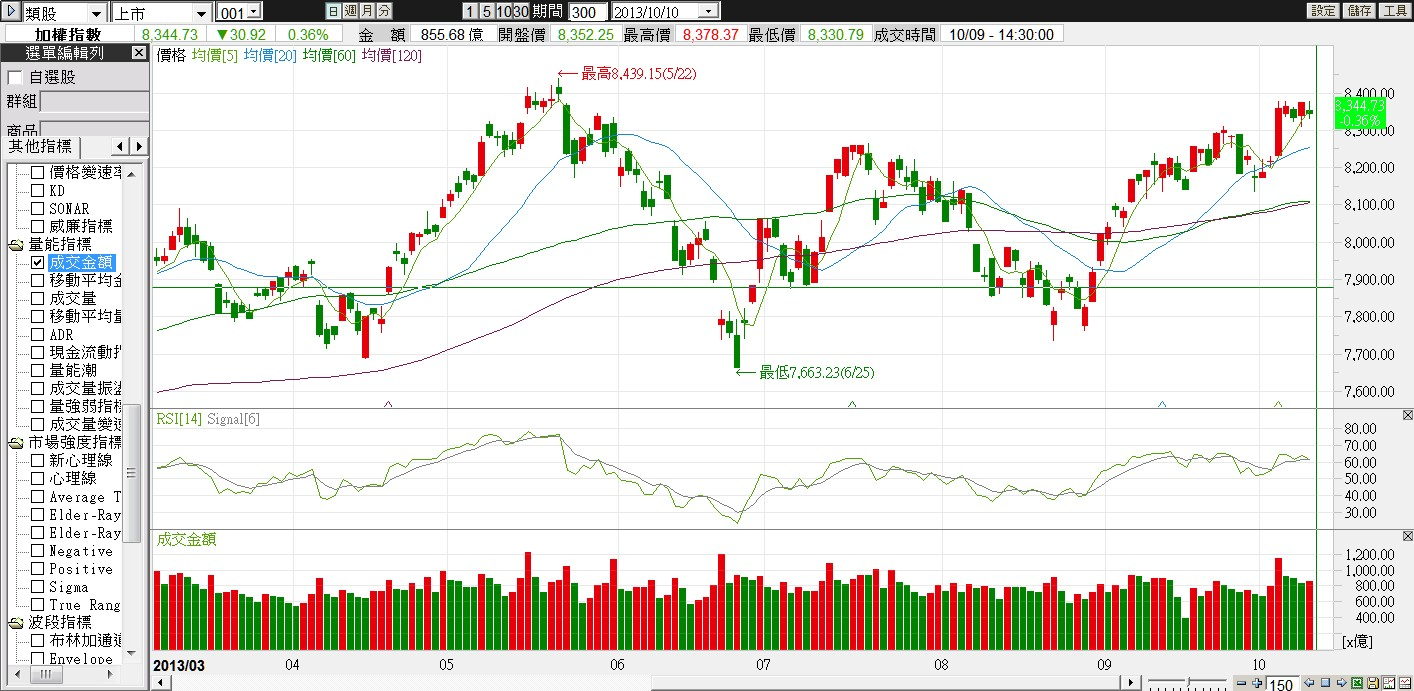 類股 上市 001 日 週 月 分 1 5 10 30 期間 300 2013/10/10 設定 儲存 工具
加權指數 8,344.73 ▼30.92 0.36% 金 額 855.68 億 開盤價 8,352.25 最高價 8,378.37 最低價 8,330.79 成交時間 10/09 - 14:30:00
選單編輯列
自選股
群組
商品
其他指標
價格變速率
KD
SONAR
威廉指標
量能指標
成交金額
移動平均金
成交量
移動平均量
ADR
現金流動指
量能潮
成交量振盪
量強弱指標
成交量變速
市場強度指標
新心理線
心理線
Average T
Elder-Ray
Elder-Ray
Negative
Positive
Sigma
True Rang
波段指標
布林加通道
Envelope
價格 均價[5] 均價[20] 均價[60] 均價[120]
最高8,439.15(5/22)
最低7,663.23(6/25)
8,400.00
8,344.73
-0.36%
8,300.00
8,200.00
8,100.00
8,000.00
7,900.00
7,800.00
7,700.00
7,600.00
RSI[14] Signal[6]
80.00
70.00
60.00
50.00
40.00
30.00
成交金額
1,200.00
1,000.00
800.00
600.00
400.00
[x億]
2013/03 04 05 06 07 08 09 10
150